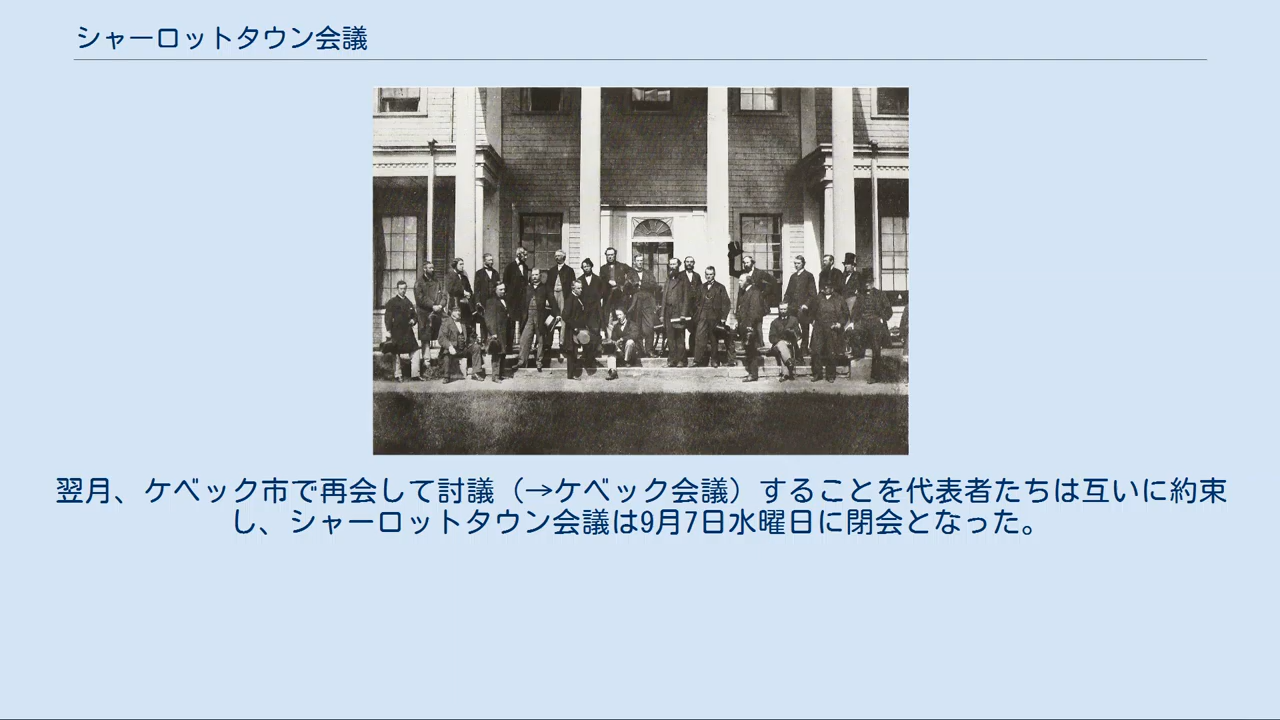 シャーロットタウン会議
翌月、ケベック市で再会して討議（→ケベック会議）することを代表者たちは互いに約束
し、シャーロットタウン会議は9月7日水曜日に閉会となった。